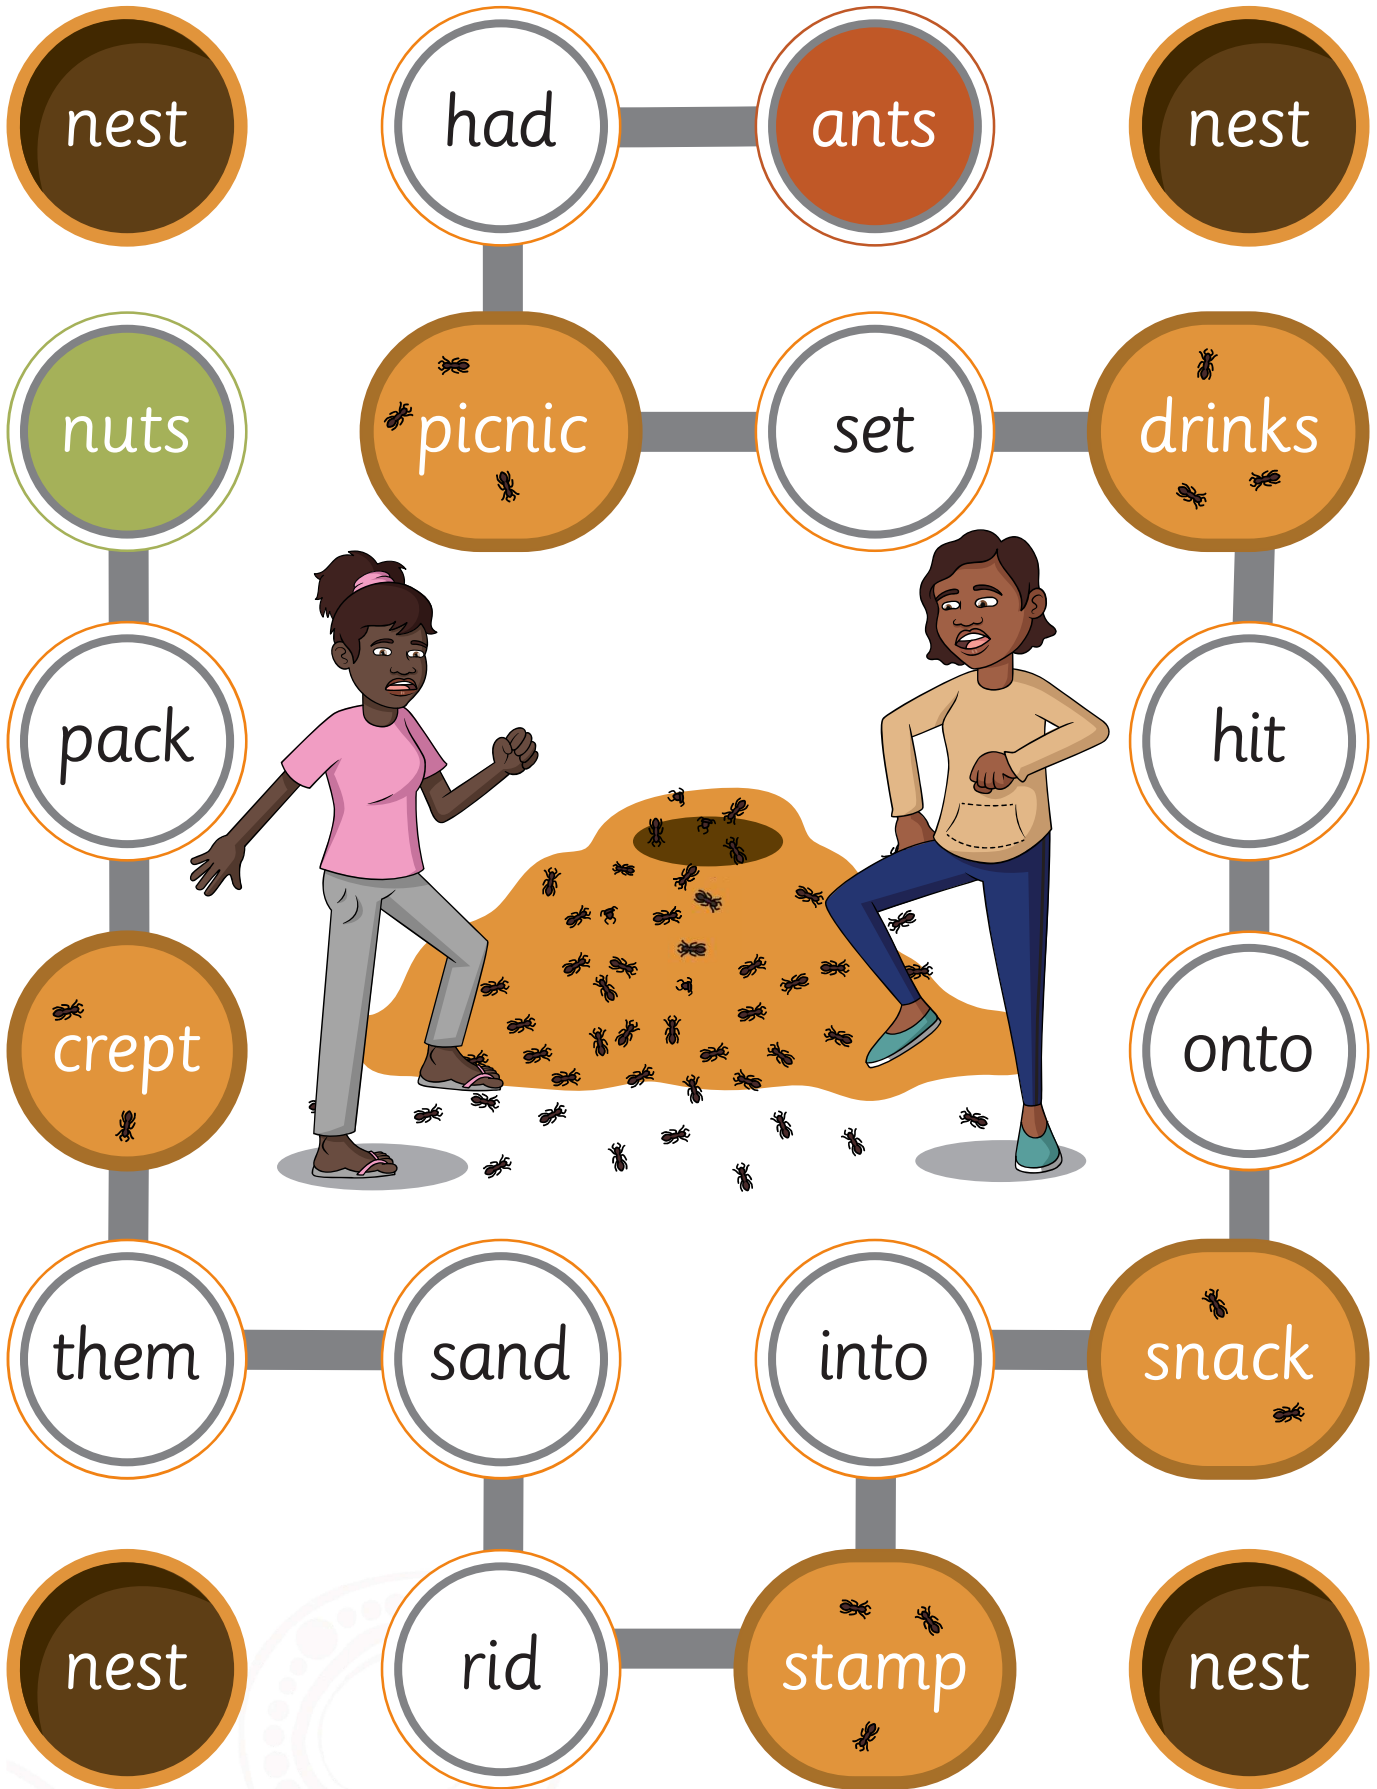 nest had ants nest
nuts picnic set drinks
pack hit
crept onto
them sand into snack
nest rid stamp nest